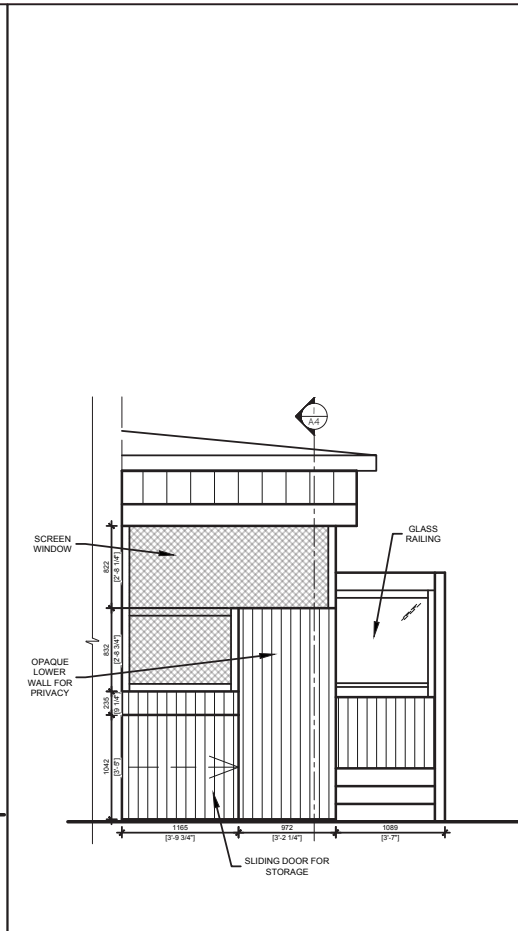 A4
SCREEN
WINDOW
GLASS
RAILING
822
[2'-8 1/4"]
832
[2'-8 3/4"]
OPAQUE
LOWER
WALL FOR
PRIVACY
235
[9 1/4"]
1042
[3'-5"]
1165
[3'-9 3/4"]
972
[3'-2 1/4"]
1089
[3'-7"]
SLIDING DOOR FOR
STORAGE